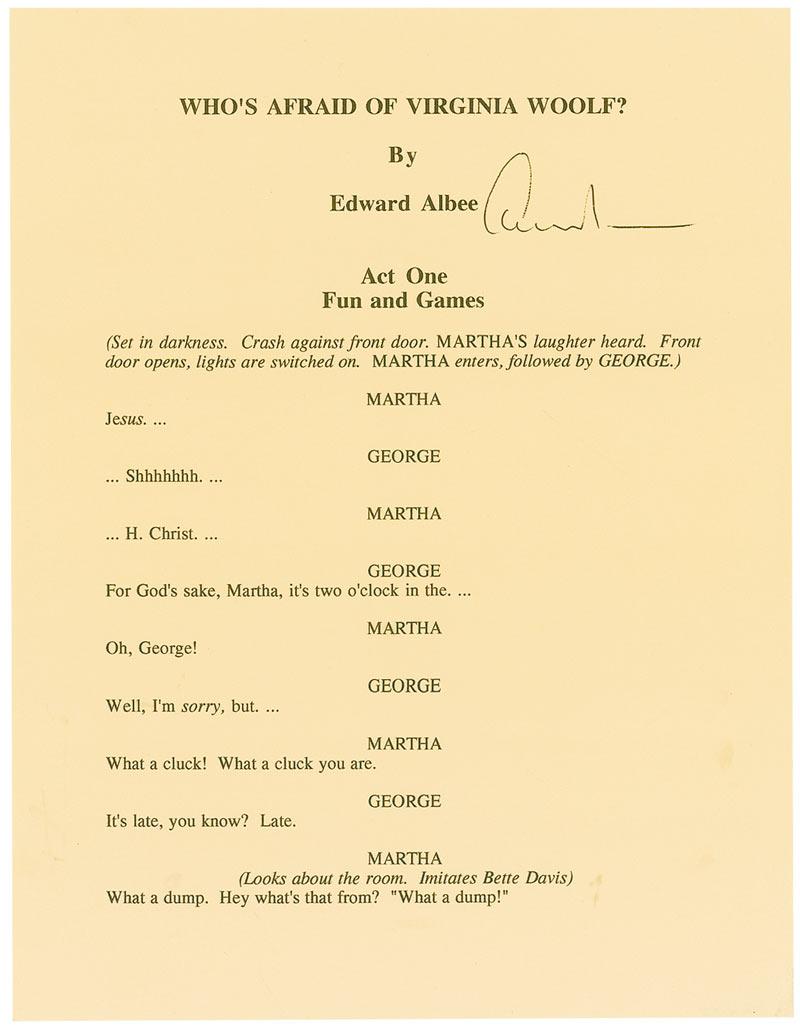 WHO'S AFRAID OF VIRGINIA WOOLF?
By
Edward Albee
Act One
Fun and Games
(Set in darkness. Crash against front door. MARTHA'S laughter heard. Front
door opens, lights are switched on. MARTHA enters, followed by GEORGE.)
MARTHA
Jesus. ...
GEORGE
... Shhhhhhh. ...
MARTHA
... H. Christ. ...
GEORGE
For God's sake, Martha, it's two o'clock in the. ...
MARTHA
Oh, George!
GEORGE
Well, I'm sorry, but. ...
MARTHA
What a cluck! What a cluck you are.
GEORGE
It's late, you know? Late.
MARTHA
(Looks about the room. Imitates Bette Davis)
What a dump. Hey what's that from? "What a dump!"